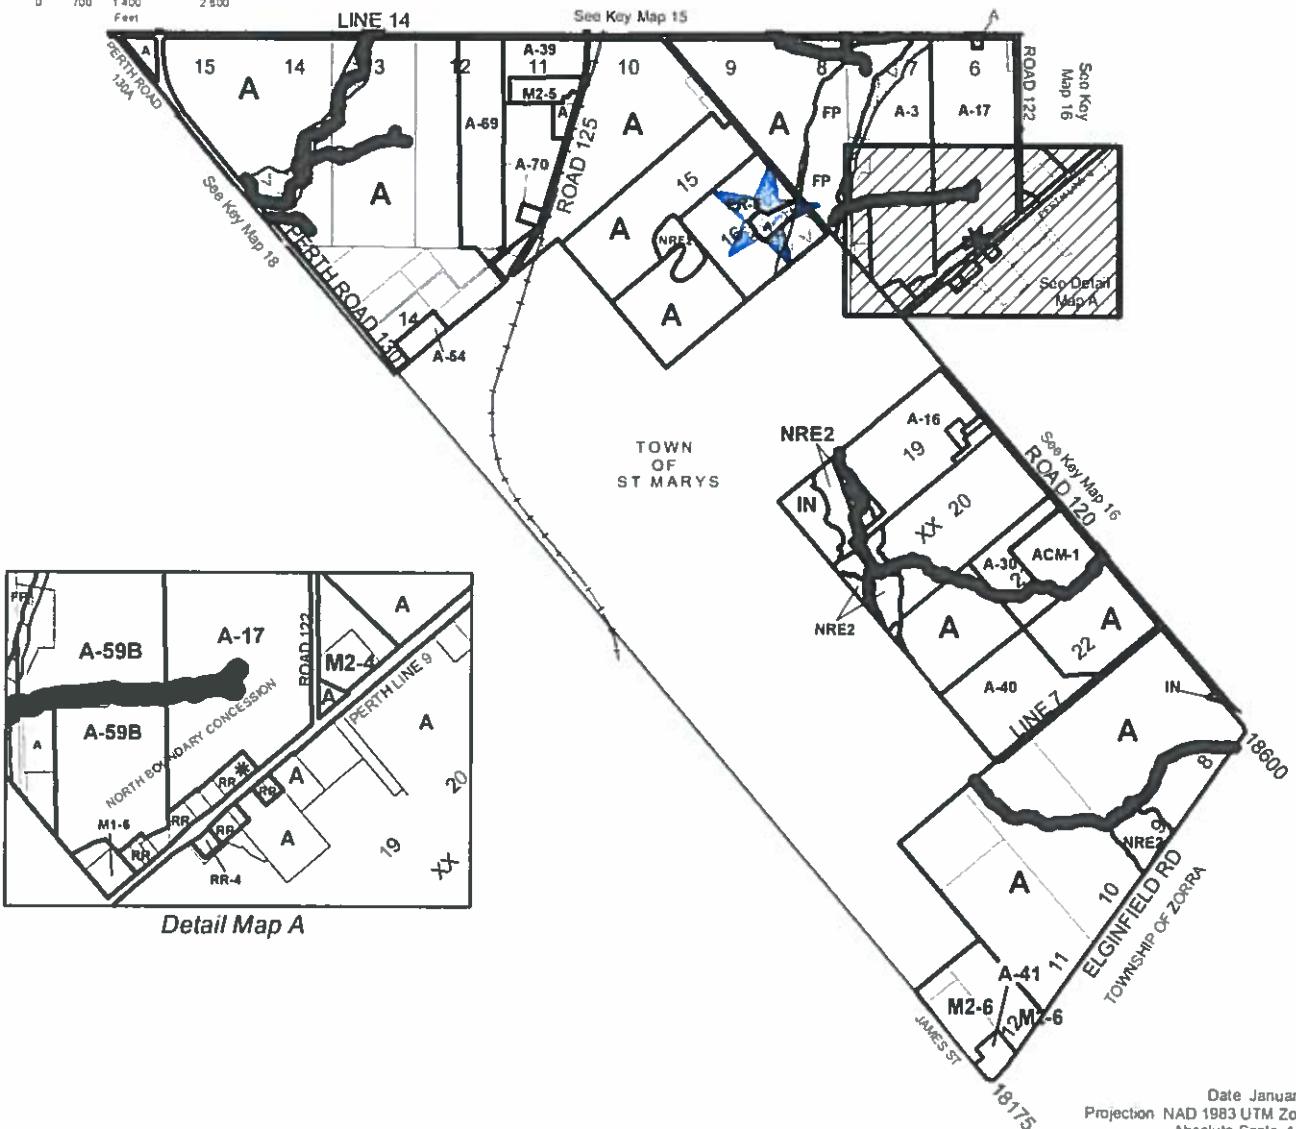 0 700 1 400 2 800
Feet
See Key Map 15
A
LINE 14
A
15
14
13
12
A-39
11
10
9
8
7
6
PERTH ROAD
130A
A
M2-5
A
A-69
A
A
FP
A-3
A-17
ROAD 122
See Key
Map 16
A-70
ROAD 125
15
FP
A
See Key Map 18
PERTH ROAD 130
A
NRE2
16
A
See Detail
Map A
14
A-54
TOWN
OF
ST MARYS
NRE2
A-16
19
See Key Map 16
ROAD 120
IN
XX 20
A-30
ACM-1
NRE2
A
A
22
A-40
LINE 7
IN
A
18600
8
NRE2
9
A
10
ELGINFIELD RD
TOWNSHIP OF ZORRA
11
A-41
M2-6
M2-6
12
JAMES ST
18175
A-59B
A-17
ROAD 122
A
M2-4
A
PERTH LINE 9
A-59B
A
NORTH BOUNDARY CONCESSION
A
RR
RR
A
20
M1-6
RR
RR
RR
A
19
XX
RR-4
Detail Map A
Date Januar
Projection NAD 1983 UTM Zo